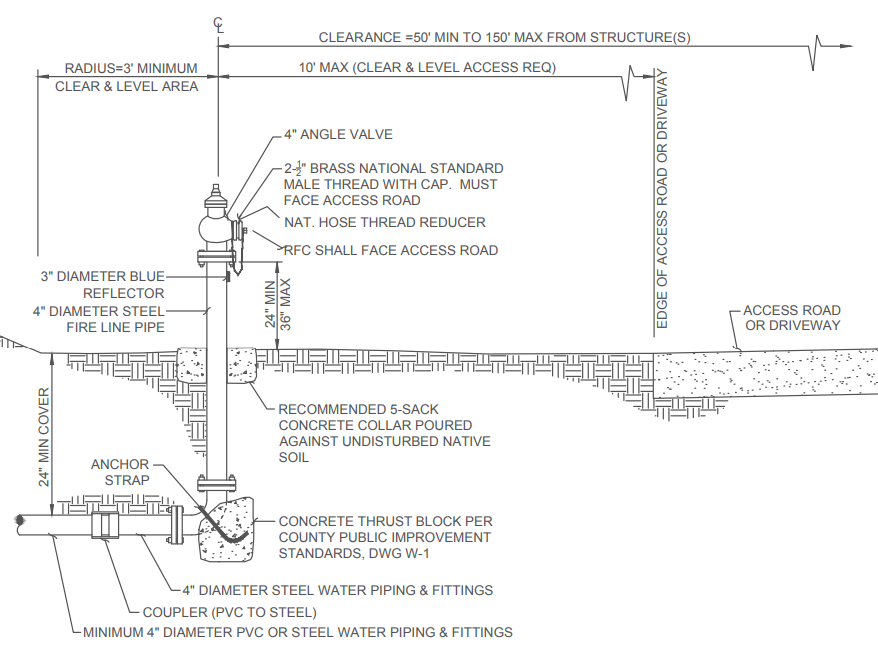 CL
CLEARANCE =50' MIN TO 150' MAX FROM STRUCTURE(S)
RADIUS=3' MINIMUM
CLEAR & LEVEL AREA
10' MAX (CLEAR & LEVEL ACCESS REQ)
EDGE OF ACCESS ROAD OR DRIVEWAY
4" ANGLE VALVE
2-1/2" BRASS NATIONAL STANDARD
MALE THREAD WITH CAP. MUST
FACE ACCESS ROAD
NAT. HOSE THREAD REDUCER
RFC SHALL FACE ACCESS ROAD
3" DIAMETER BLUE
REFLECTOR
4" DIAMETER STEEL
FIRE LINE PIPE
24" MIN
36" MAX
ACCESS ROAD
OR DRIVEWAY
24" MIN COVER
RECOMMENDED 5-SACK
CONCRETE COLLAR POURED
AGAINST UNDISTURBED NATIVE
SOIL
ANCHOR
STRAP
CONCRETE THRUST BLOCK PER
COUNTY PUBLIC IMPROVEMENT
STANDARDS, DWG W-1
4" DIAMETER STEEL WATER PIPING & FITTINGS
COUPLER (PVC TO STEEL)
MINIMUM 4" DIAMETER PVC OR STEEL WATER PIPING & FITTINGS